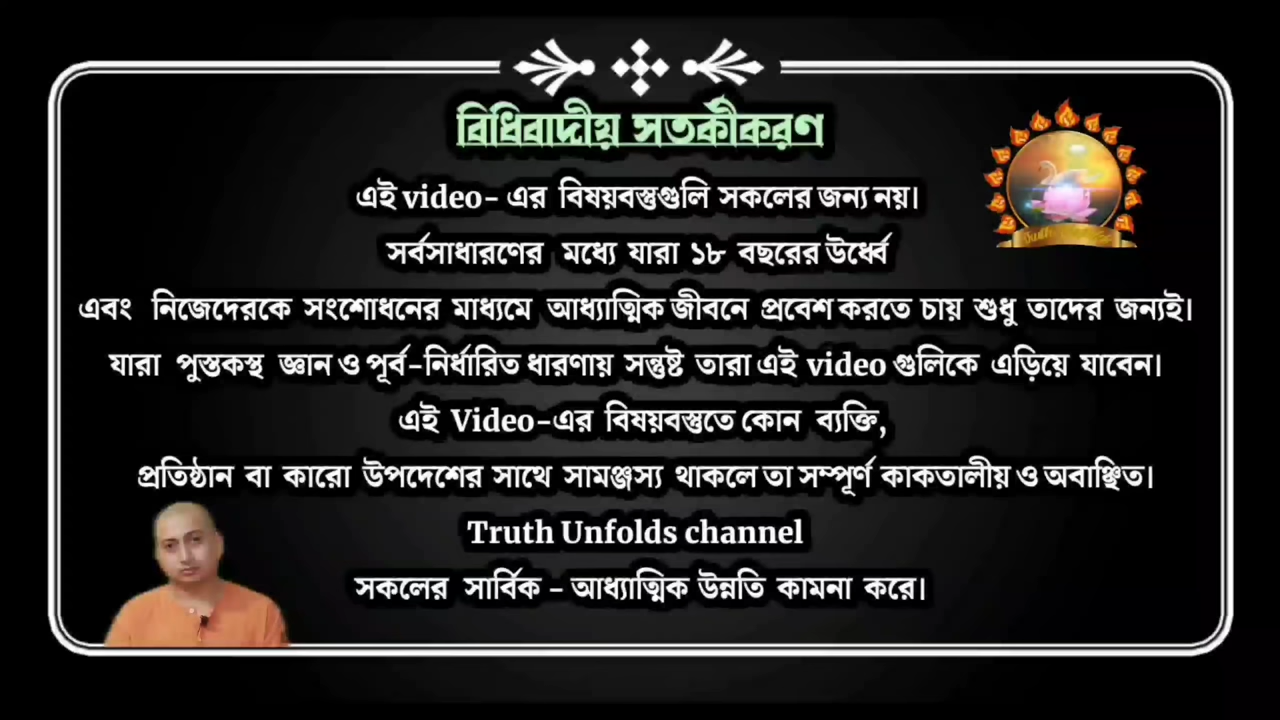 বিধিবাদীয় সতর্কীকরণ
এই video- এর বিষয়বস্তুগুলি সকলের জন্য নয়।
সর্বসাধারণের মধ্যে যারা ১৮ বছরের উর্ধ্বে
এবং নিজেদেরকে সংশোধনের মাধ্যমে আধ্যাত্মিক জীবনে প্রবেশ করতে চায় শুধু তাদের জন্যই।
যারা পুস্তকস্থ জ্ঞান ও পূর্ব-নির্ধারিত ধারণায় সন্তুষ্ট তারা এই video গুলিকে এড়িয়ে যাবেন।
এই Video-এর বিষয়বস্তুতে কোন ব্যক্তি,
প্রতিষ্ঠান বা কারো উপদেশের সাথে সামঞ্জস্য থাকলে তা সম্পূর্ণ কাকতালীয় ও অবাঞ্ছিত।
Truth Unfolds channel
সকলের সার্বিক - আধ্যাত্মিক উন্নতি কামনা করে।